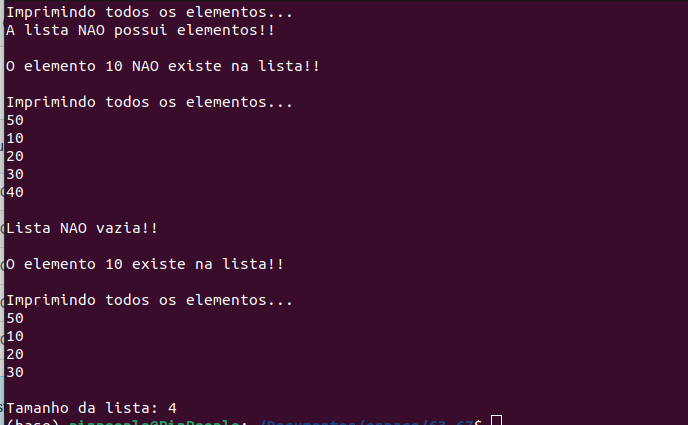 Imprimindo todos os elementos...
A lista NAO possui elementos!!
O elemento 10 NAO existe na lista!!
Imprimindo todos os elementos...
50
10
20
30
40
Lista NAO vazia!!
O elemento 10 existe na lista!!
Imprimindo todos os elementos...
50
10
20
30
Tamanho da lista: 4
(base)